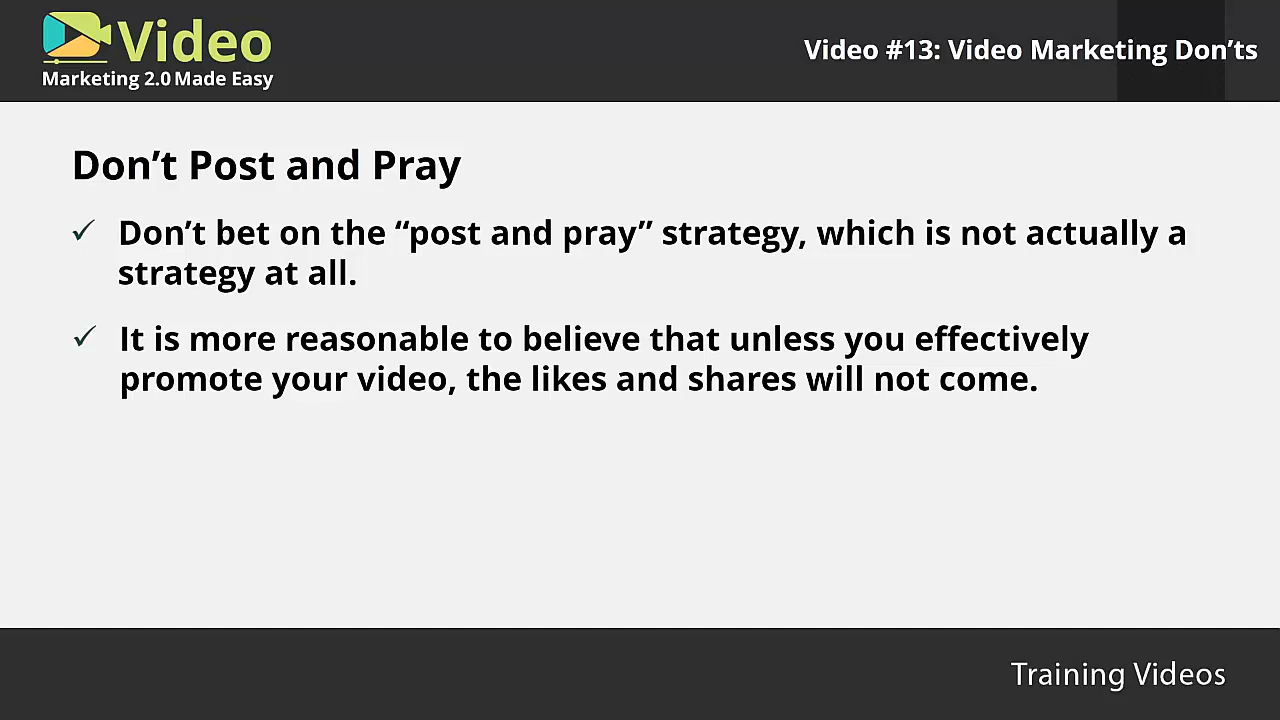 Video
Marketing 2.0 Made Easy
Video #13: Video Marketing Don’ts
Don’t Post and Pray
✓ Don’t bet on the “post and pray” strategy, which is not actually a
strategy at all.
✓ It is more reasonable to believe that unless you effectively
promote your video, the likes and shares will not come.
Training Videos